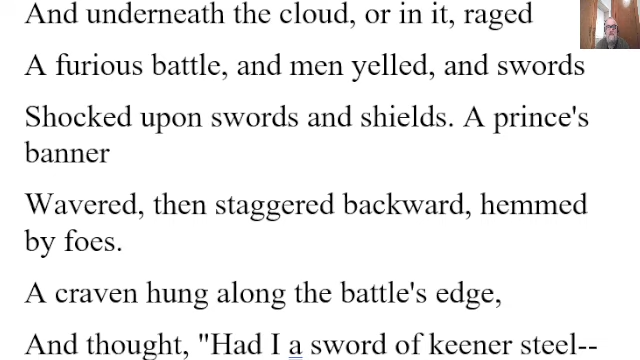 And underneath the cloud, or in it, raged
A furious battle, and men yelled, and swords
Shocked upon swords and shields. A prince's
banner
Wavered, then staggered backward, hemmed
by foes.
A craven hung along the battle's edge,
And thought, "Had I a sword of keener steel--